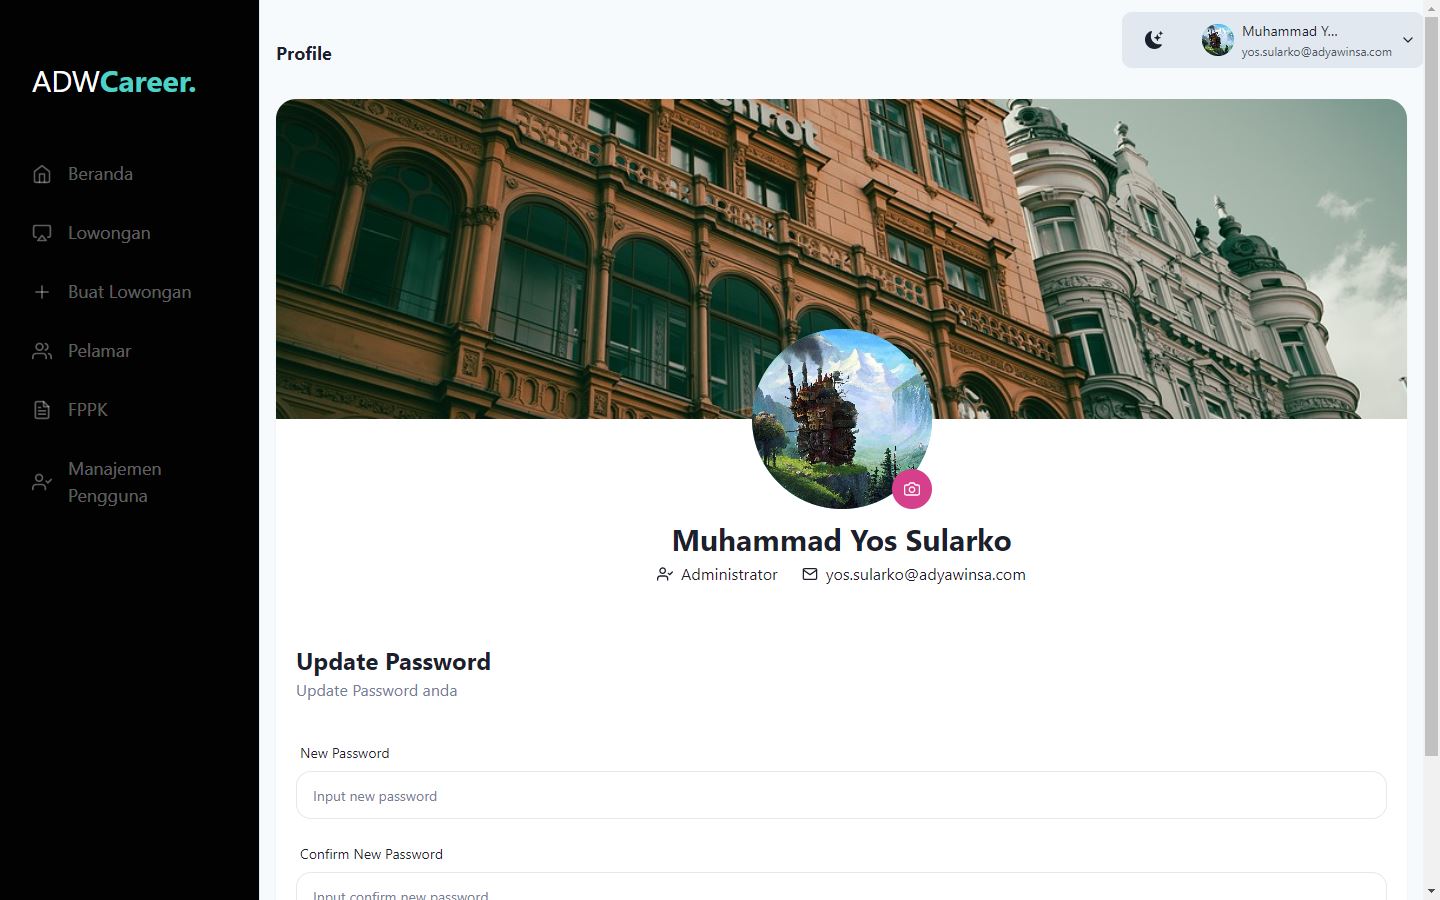 ADWCareer.
Beranda
Lowongan
Buat Lowongan
Pelamar
FPPK
Manajemen
Pengguna
Profile
Muhammad Y...
yos.sularko@adyawinsa.com
Muhammad Yos Sularko
Administrator
yos.sularko@adyawinsa.com
Update Password
Update Password anda
New Password
Input new password
Confirm New Password
Input confirm new password